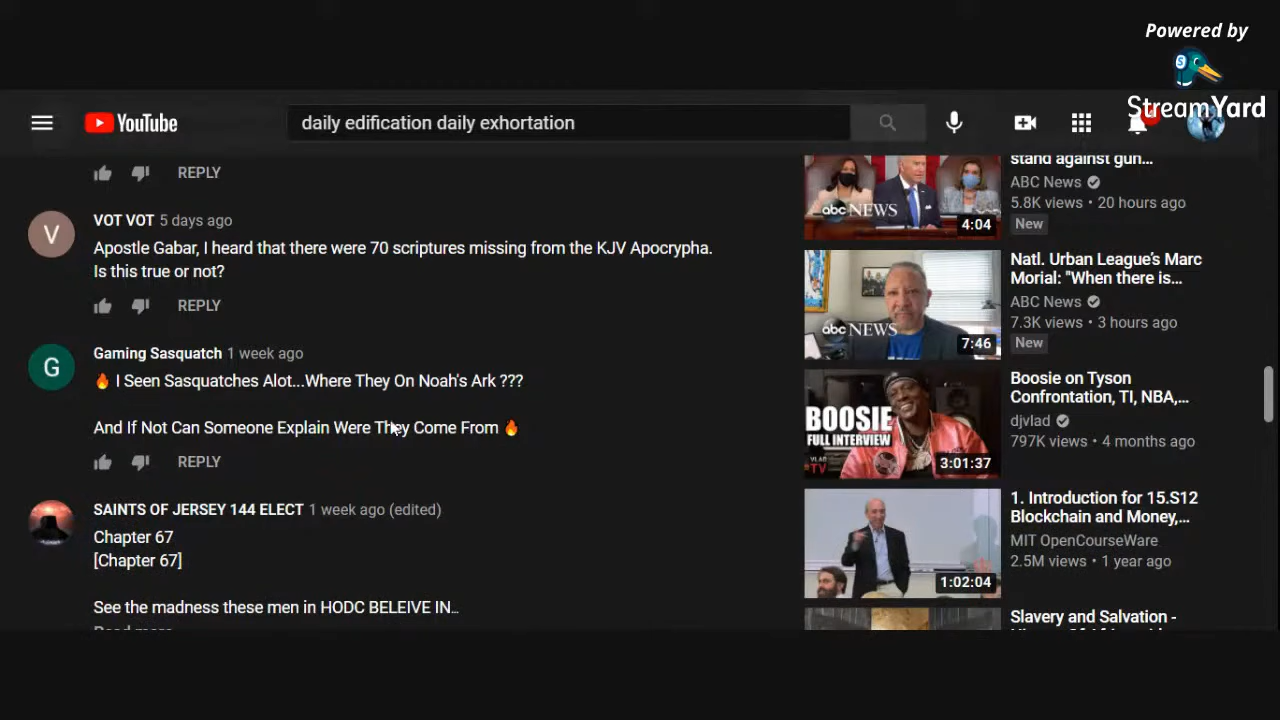 Powered by
StreamYard
YouTube
daily edification daily exhortation
REPLY
VOT VOT 5 days ago
Apostle Gabar, I heard that there were 70 scriptures missing from the KJV Apocrypha.
Is this true or not?
REPLY
G
Gaming Sasquatch 1 week ago
🔥 I Seen Sasquatches Alot...Where They On Noah's Ark ???
And If Not Can Someone Explain Were They Come From 🔥
REPLY
SAINTS OF JERSEY 144 ELECT 1 week ago (edited)
Chapter 67
[Chapter 67]
See the madness these men in HODC BELEIVE IN...
Read more
V
stand against gun...
ABC News
5.8K views • 20 hours ago
New
abc NEWS
4:04
Natl. Urban League's Marc
Morial: "When there is...
ABC News
7.3K views • 3 hours ago
New
abc NEWS
7:46
Boosie on Tyson
Confrontation, TI, NBA,...
djvlad
797K views • 4 months ago
BOOSIE
FULL INTERVIEW
VLAD
TV
3:01:37
1. Introduction for 15.S12
Blockchain and Money,...
MIT OpenCourseWare
2.5M views • 1 year ago
1:02:04
Slavery and Salvation -